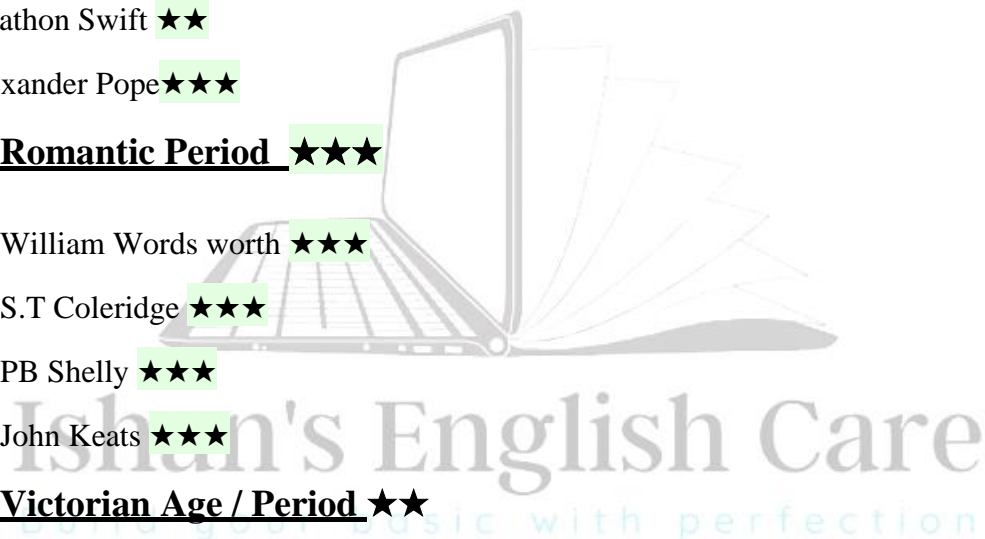 athon Swift ★★
xander Pope★★★
Romantic Period ★★★
William Words worth ★★★
S.T Coleridge ★★★
PB Shelly ★★★
John Keats ★★★
Ishan's English Care
Victorian Age / Period ★★
Build your basic with perfection